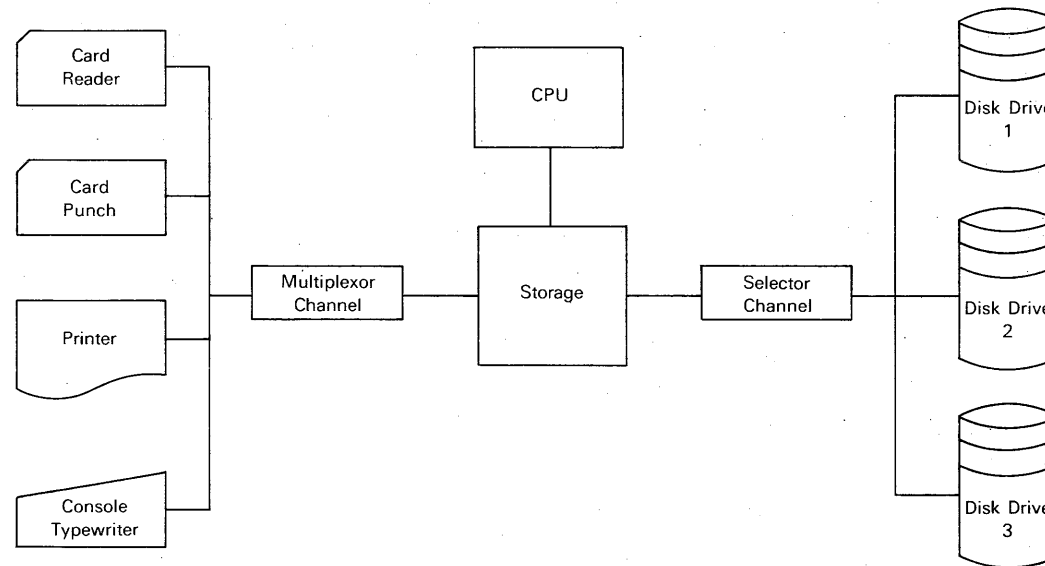 Card
Reader
CPU
Disk Drive
1
Card
Punch
Multiplexor
Channel
Storage
Selector
Channel
Disk Drive
2
Printer
Console
Typewriter
Disk Drive
3